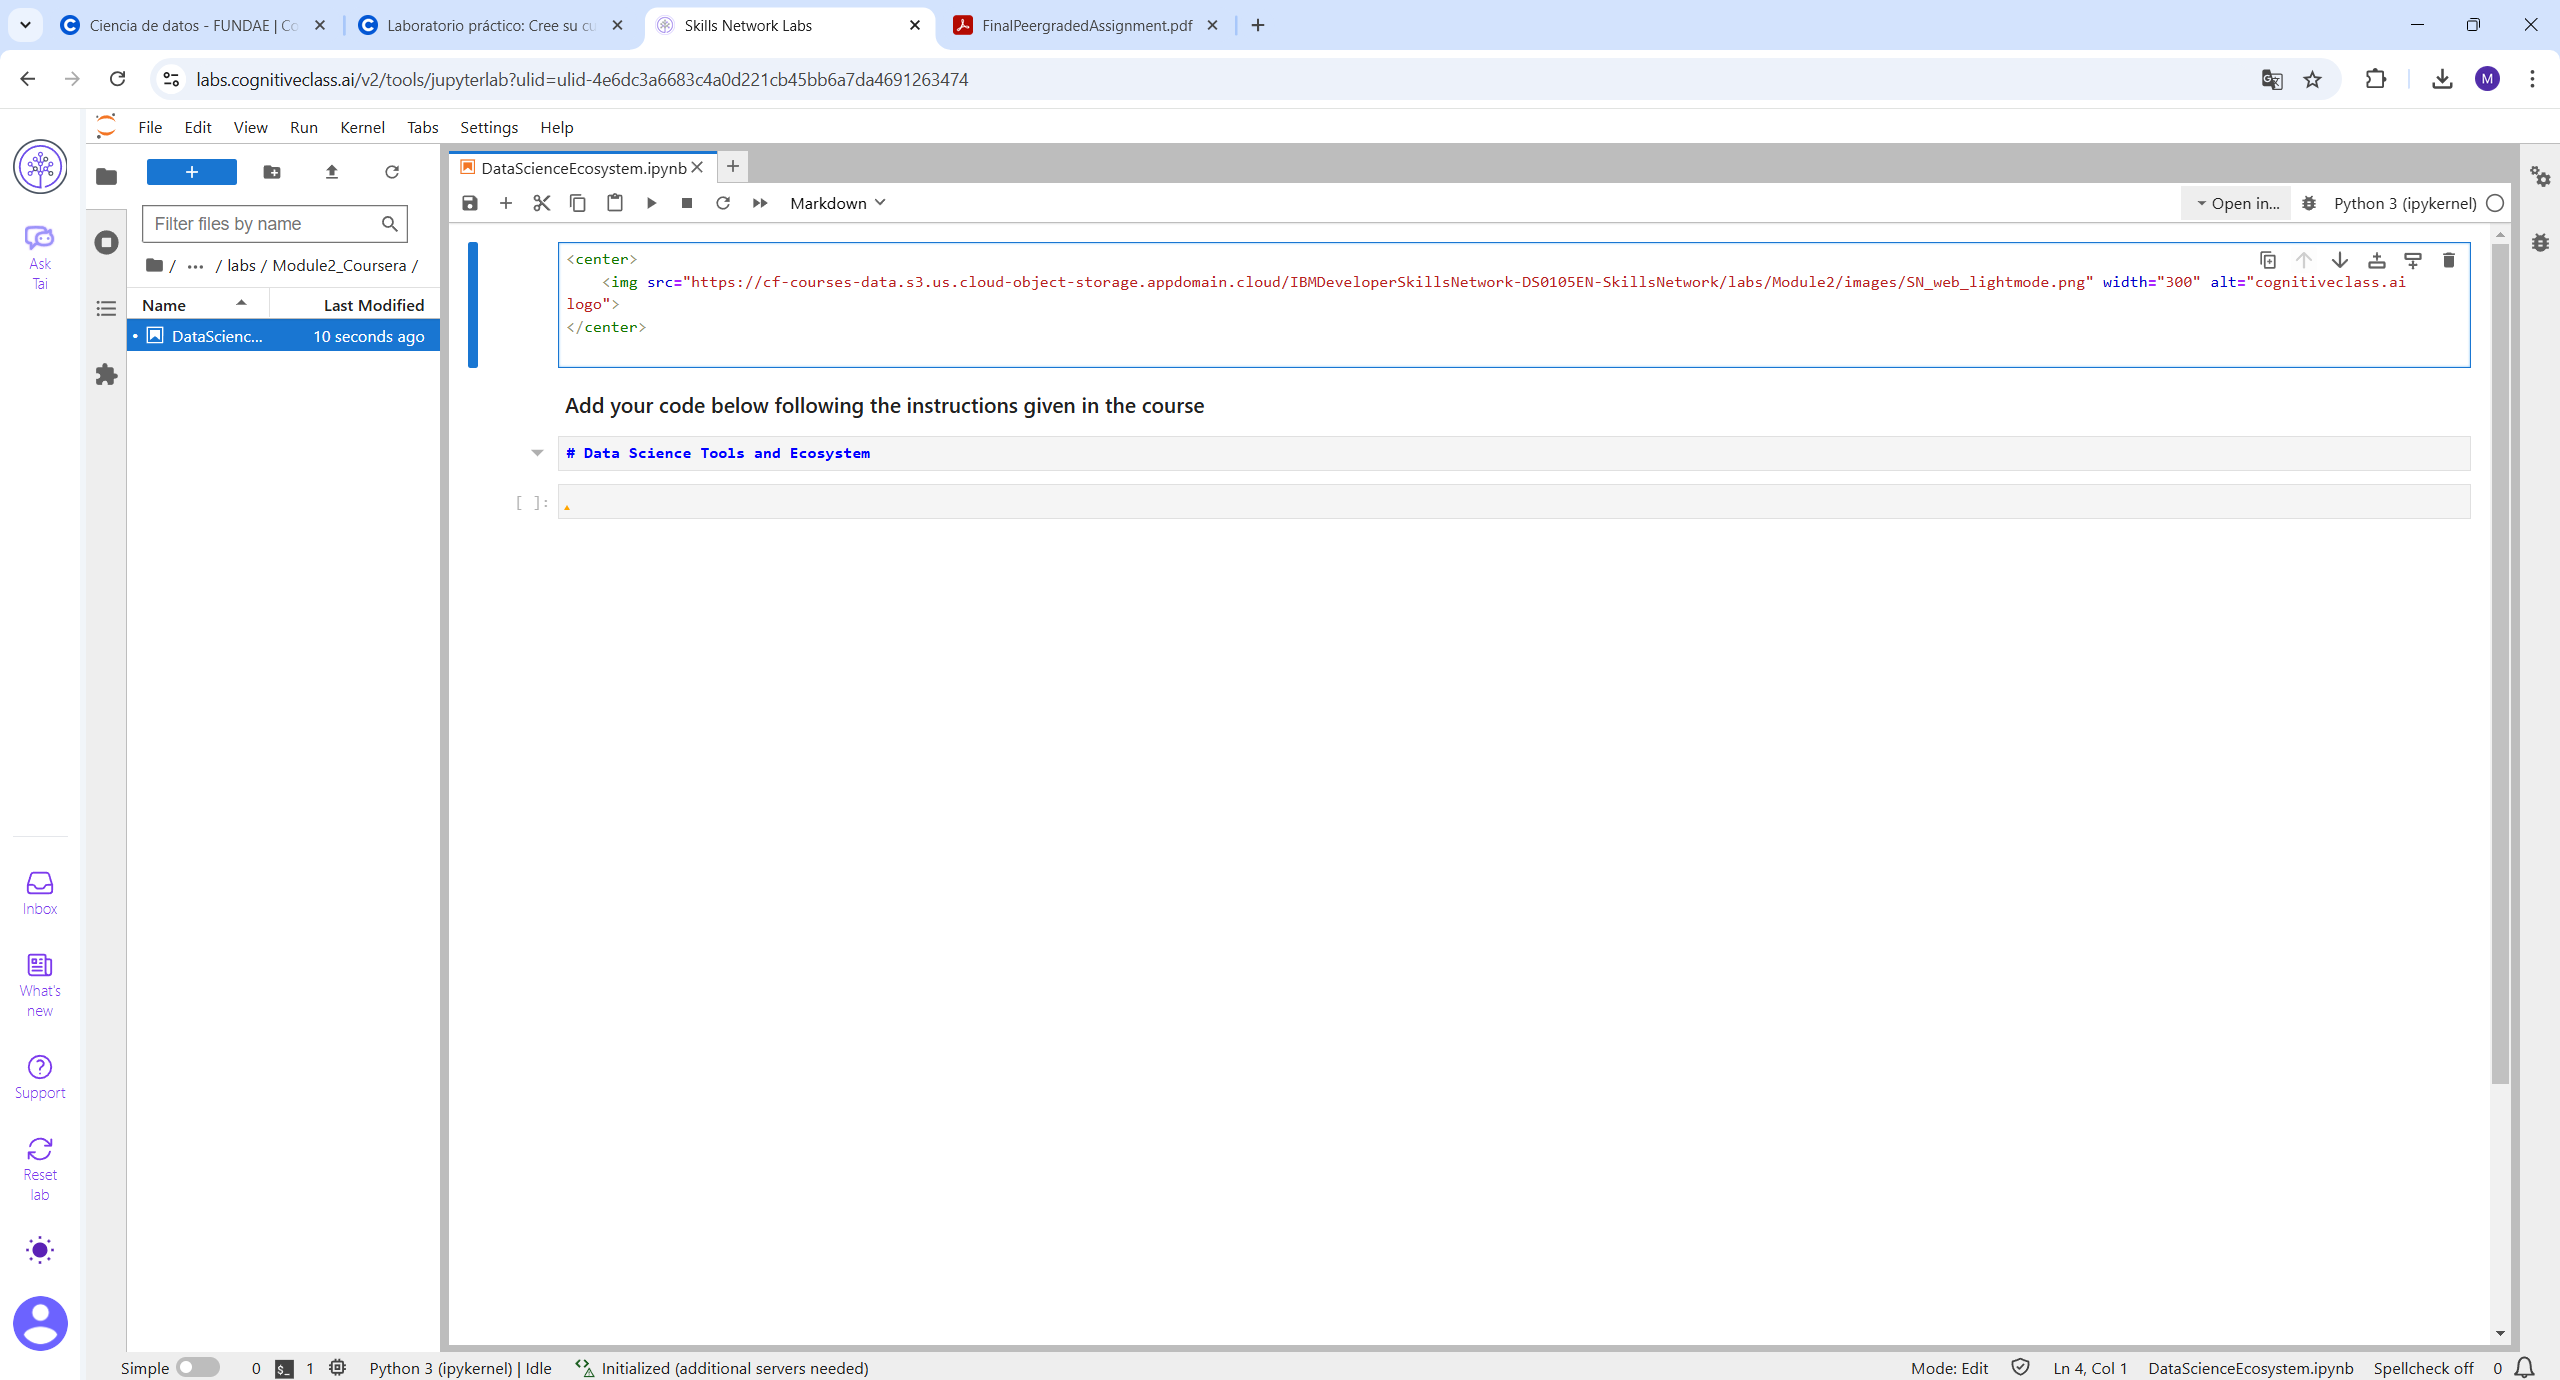 Ciencia de datos - FUNDAE | Co
Laboratorio práctico: Cree su cu
Skills Network Labs
FinalPeergradedAssignment.pdf
labs.cognitiveclass.ai/v2/tools/jupyterlab?ulid=ulid-4e6dc3a6683c4a0d221cb45bb6a7da4691263474
M
File Edit View Run Kernel Tabs Settings Help
Ask
Tai
Filter files by name
/ ... / labs / Module2_Coursera /
Name Last Modified
DataScienc... 10 seconds ago
DataScienceEcosystem.ipynb
Markdown
Open in...
Python 3 (ipykernel)
<center>
<img src="https://cf-courses-data.s3.us.cloud-object-storage.appdomain.cloud/IBMDeveloperSkillsNetwork-DS0105EN-SkillsNetwork/labs/Module2/images/SN_web_lightmode.png" width="300" alt="cognitiveclass.ai
logo">
</center>
Add your code below following the instructions given in the course
# Data Science Tools and Ecosystem
[ ]:
Inbox
What's
new
Support
Reset
lab
Simple 0 $_ 1 Python 3 (ipykernel) | Idle Initialized (additional servers needed) Mode: Edit Ln 4, Col 1 DataScienceEcosystem.ipynb Spellcheck off 0